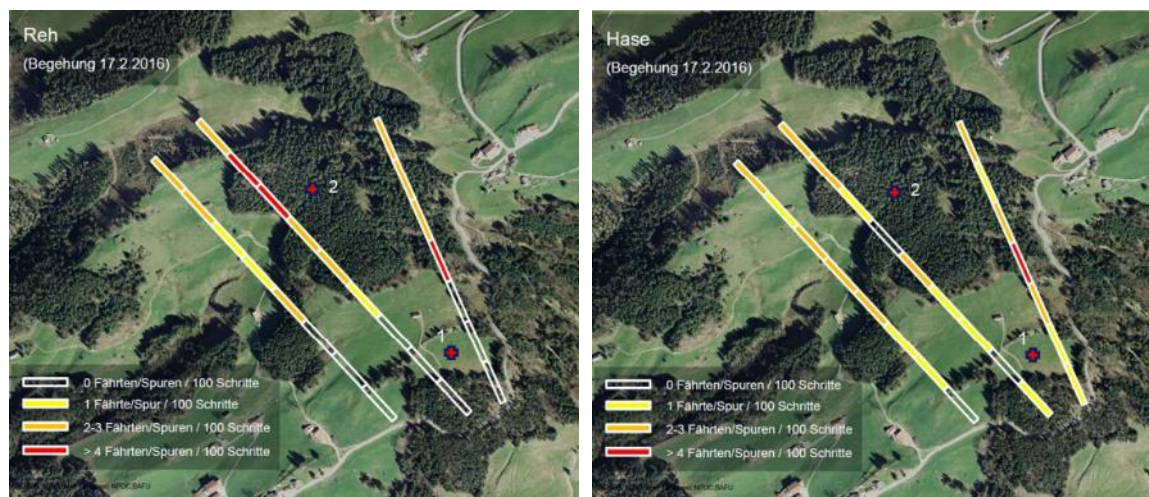 Reh
(Begehung 17.2.2016)
2
1
0 Fährten/Spuren / 100 Schritte
1 Fährte/Spur / 100 Schritte
2-3 Fährten/Spuren / 100 Schritte
> 4 Fährten/Spuren / 100 Schritte
Hase
(Begehung 17.2.2016)
2
1
0 Fährten/Spuren / 100 Schritte
1 Fährte/Spur / 100 Schritte
2-3 Fährten/Spuren / 100 Schritte
> 4 Fährten/Spuren / 100 Schritte